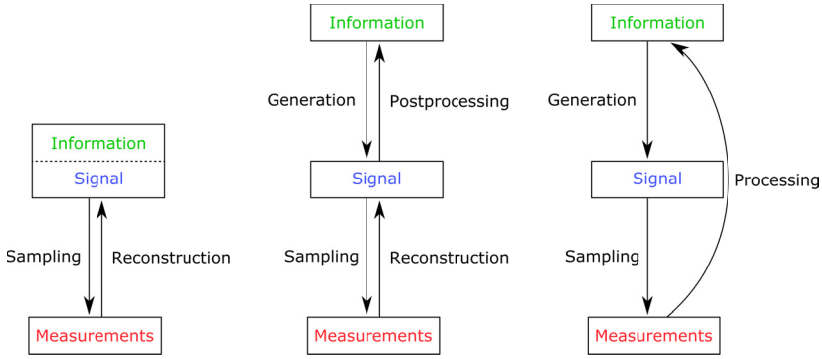 Information
Signal
Sampling
Reconstruction
Measurements
Information
Generation
Postprocessing
Signal
Sampling
Reconstruction
Measurements
Information
Generation
Signal
Processing
Sampling
Measurements